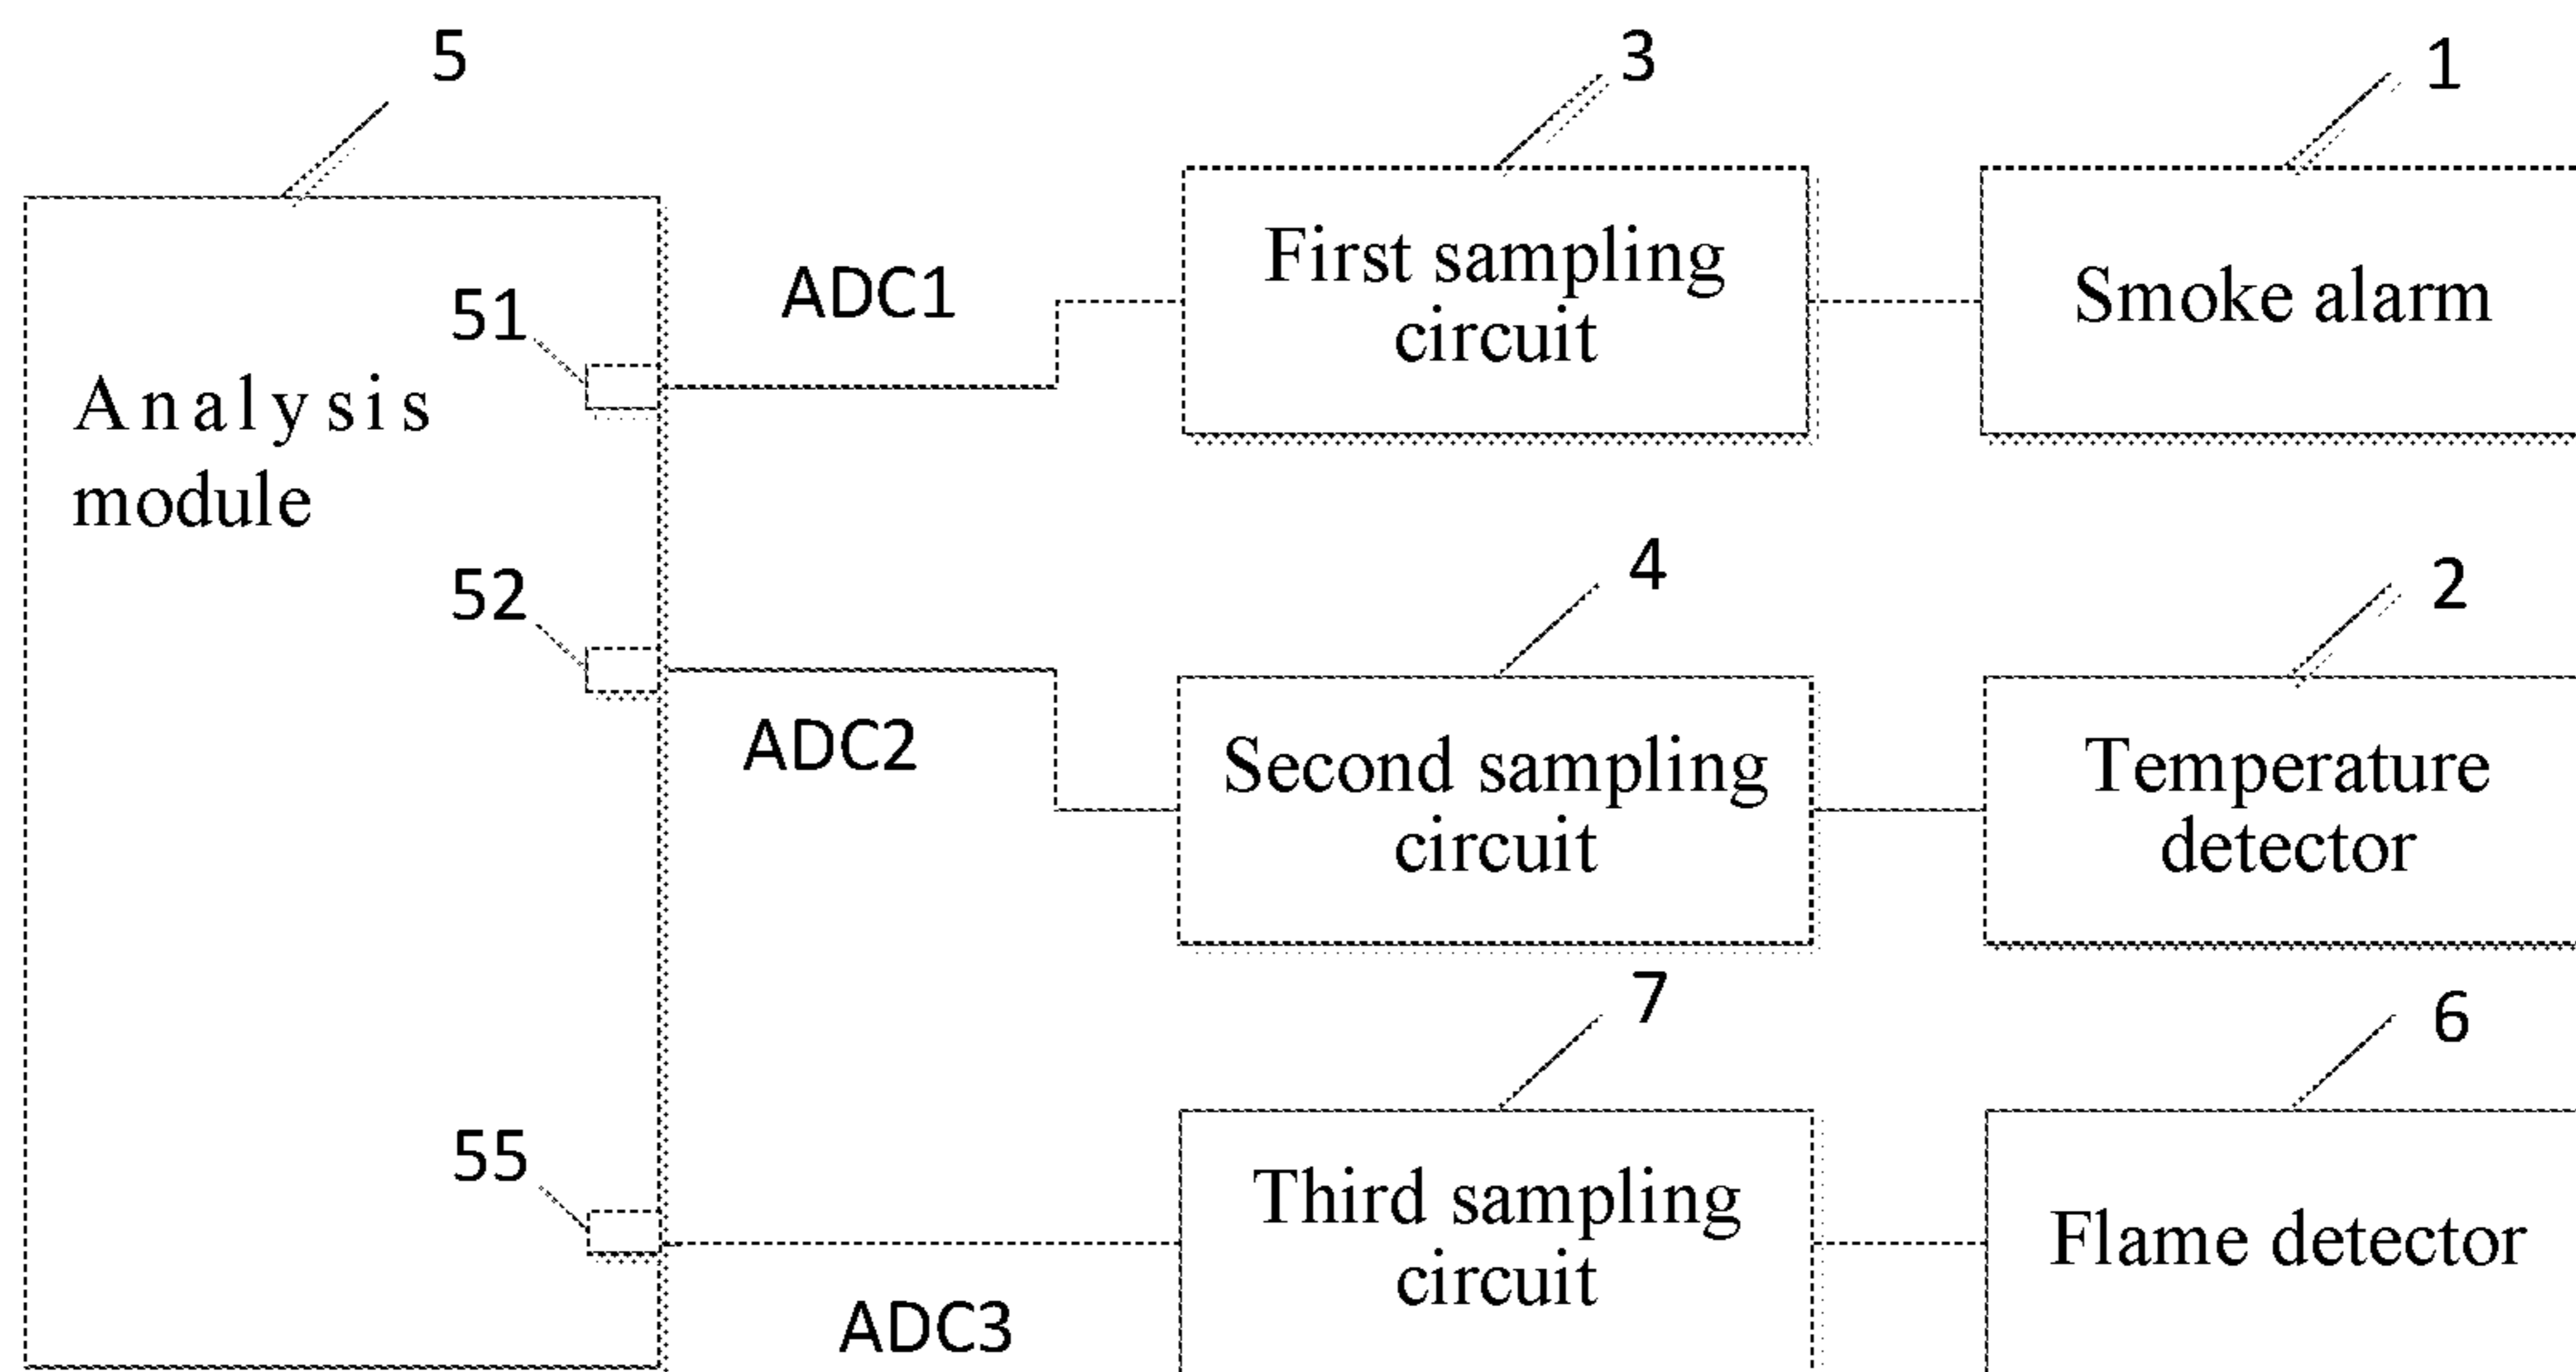 5
3
1
First sampling
circuit
Smoke alarm
ADC1
51
Analysis
module
4
2
52
ADC2
Second sampling
circuit
Temperature
detector
7
6
55
Third sampling
circuit
Flame detector
ADC3